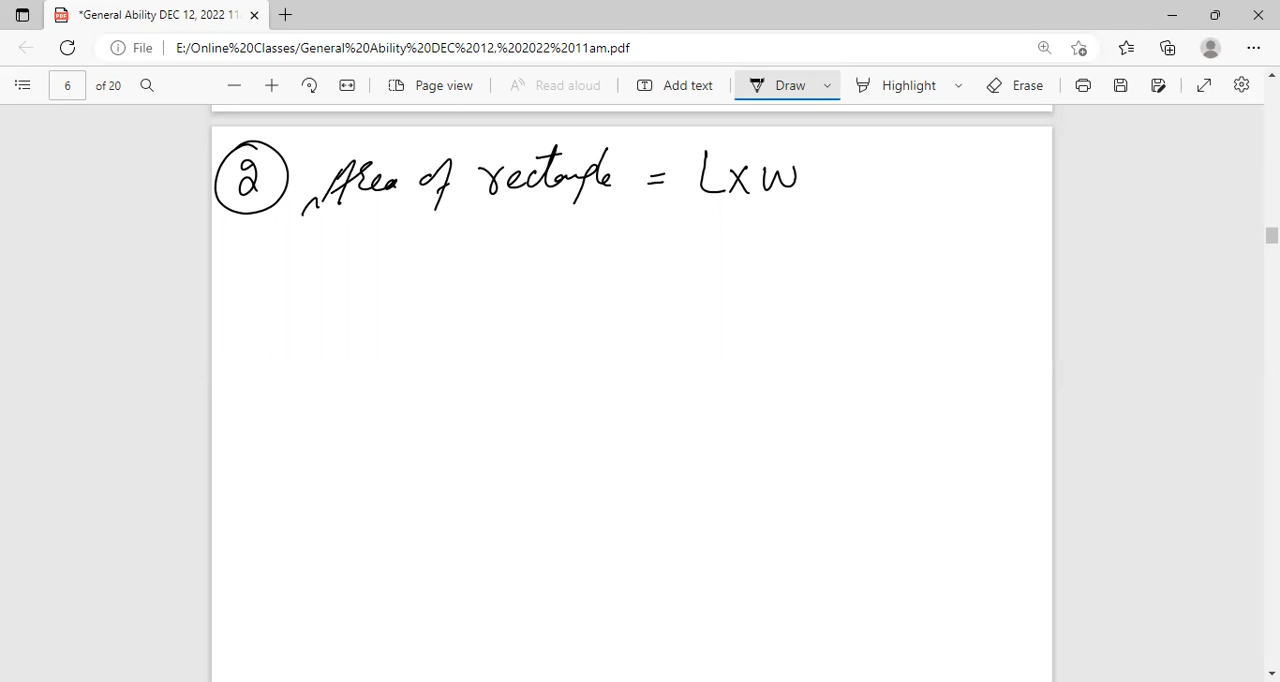 *General Ability DEC 12, 2022 11
File E:/Online%20Classes/General%20Ability%20DEC%2012.%202022%2011am.pdf
6 of 20 Page view Read aloud Add text Draw Highlight Erase
2 Area of rectangle = L x W